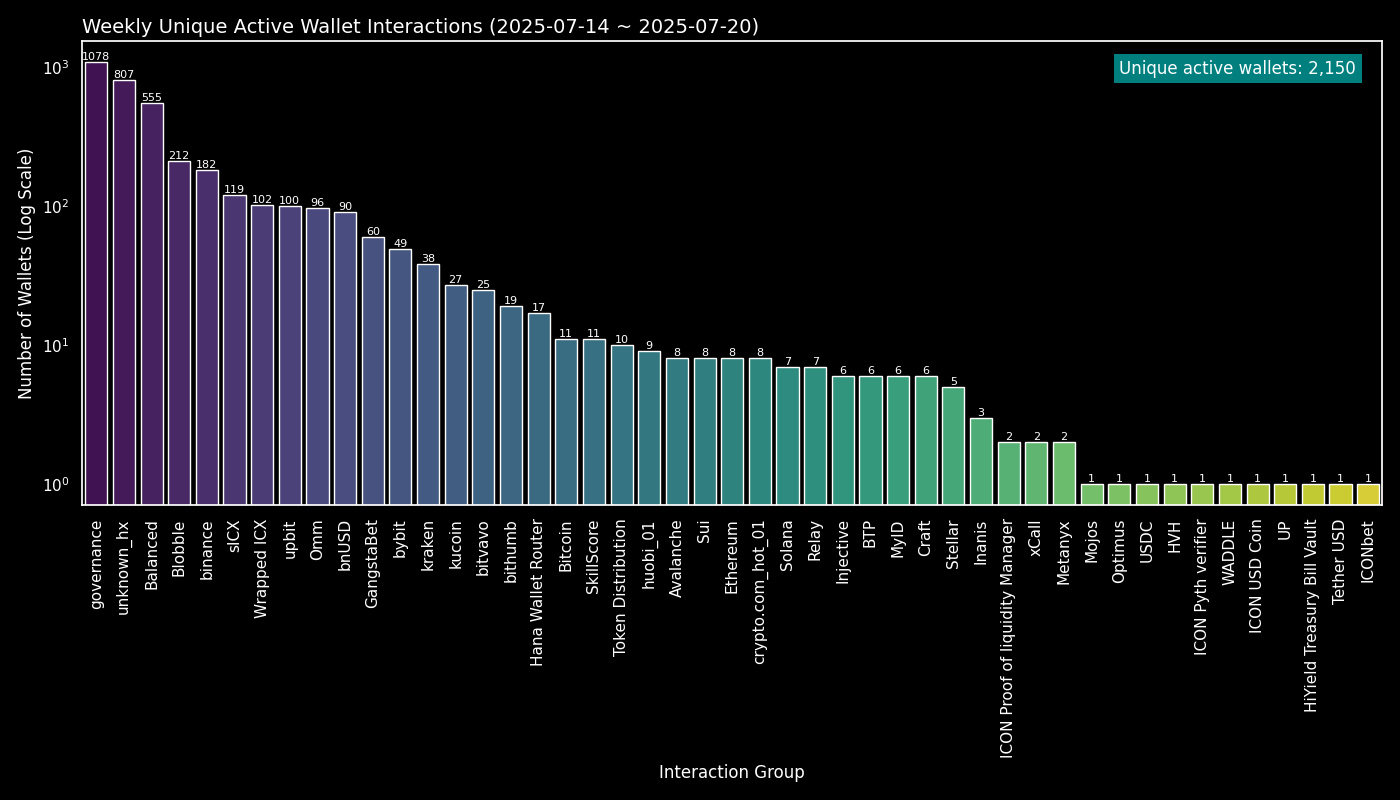 Weekly Unique Active Wallet Interactions (2025-07-14 ~ 2025-07-20)
Unique active wallets: 2,150
Number of Wallets (Log Scale)
10³
10²
10¹
10⁰
1078
807
555
212
182
119
102
100
96
90
60
49
38
27
25
19
17
11
11
10
9
8
8
8
8
7
7
6
6
6
6
5
3
2
2
2
1
1
1
1
1
1
1
1
1
1
1
governance
unknown_hx
Balanced
Blobble
binance
sICX
Wrapped ICX
upbit
Omm
bnUSD
GangstaBet
bybit
kraken
kucoin
bitvavo
bithumb
Hana Wallet Router
Bitcoin
SkillScore
Token Distribution
huobi_01
Avalanche
Sui
Ethereum
crypto.com_hot_01
Solana
Relay
Injective
BTP
MyID
Craft
Stellar
Inanis
ICON Proof of liquidity Manager
xCall
Metanyx
Mojos
Optimus
USDC
HVH
ICON Pyth verifier
WADDLE
ICON USD Coin
UP
HiYield Treasury Bill Vault
Tether USD
ICONbet
Interaction Group